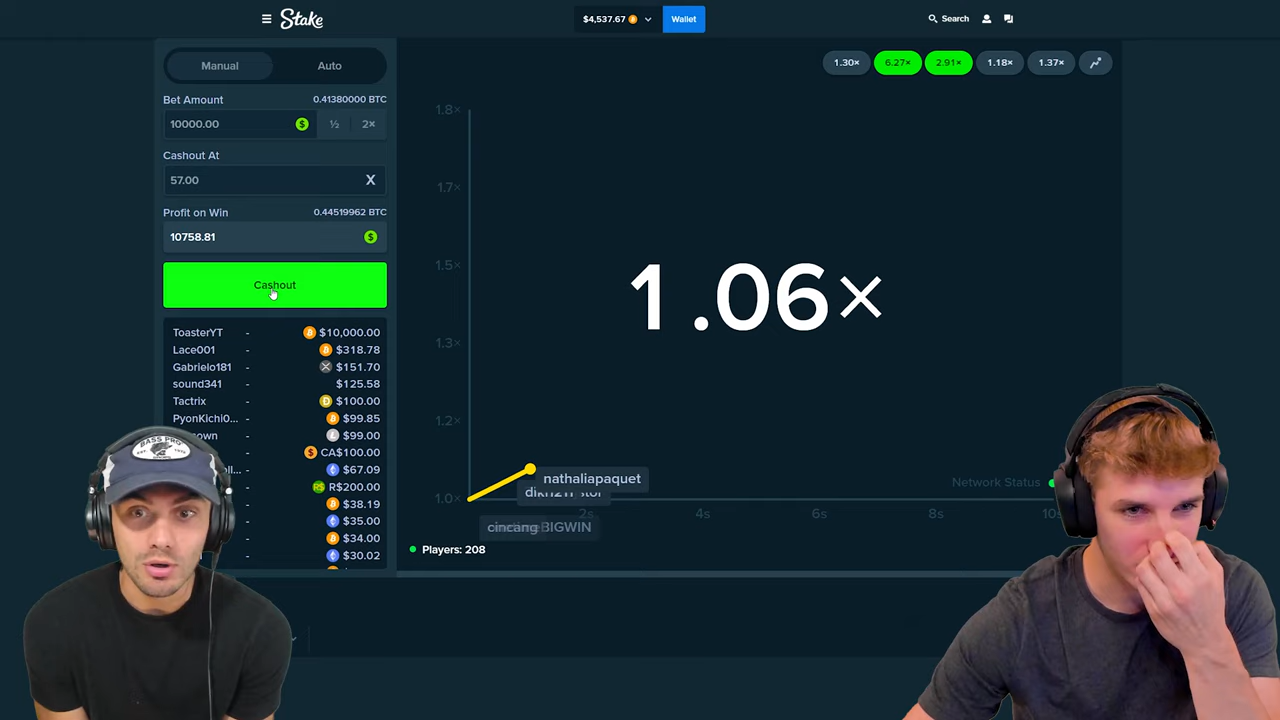 Stake
$4,537.67
Wallet
Search
Manual
Auto
1.30×
6.27×
2.91×
1.18×
1.37×
Bet Amount
0.41380000 BTC
10000.00
½
2×
Cashout At
57.00
X
Profit on Win
0.44519962 BTC
10758.81
Cashout
ToasterYT - $10,000.00
Lace001 - $318.78
Gabrielo181 - $151.70
sound341 - $125.58
Tactrix - $100.00
PyonKichi0... - $99.85
- $99.00
- CA$100.00
- $67.09
- R$200.00
- $38.19
- $35.00
- $34.00
- $30.02
BASS PRO
1.8×
1.7×
1.5×
1.3×
1.2×
1.0×
1.06×
nathaliapaquet
cincang BIGWIN
2s
4s
6s
8s
10s
Network Status
Players: 208